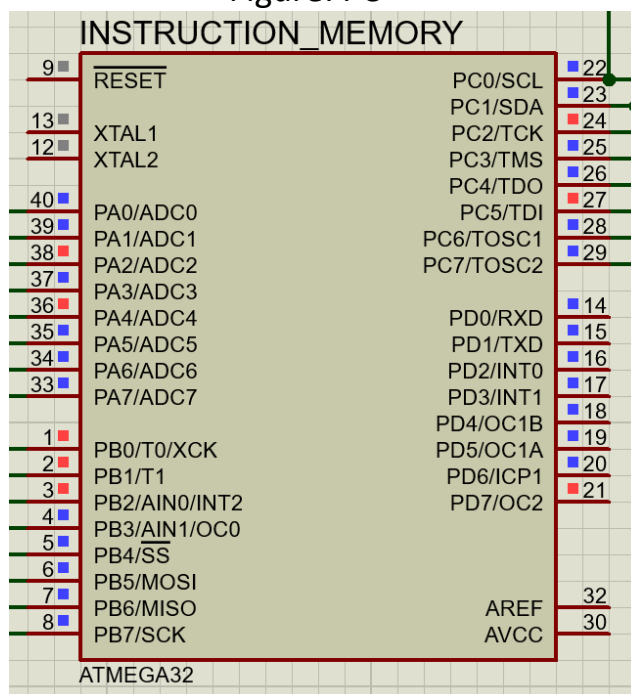 INSTRUCTION_MEMORY
9 RESET
13 XTAL1
12 XTAL2
40 PA0/ADC0
39 PA1/ADC1
38 PA2/ADC2
37 PA3/ADC3
36 PA4/ADC4
35 PA5/ADC5
34 PA6/ADC6
33 PA7/ADC7
1 PB0/T0/XCK
2 PB1/T1
3 PB2/AIN0/INT2
4 PB3/AIN1/OC0
5 PB4/SS
6 PB5/MOSI
7 PB6/MISO
8 PB7/SCK
PC0/SCL 22
PC1/SDA 23
PC2/TCK 24
PC3/TMS 25
PC4/TDO 26
PC5/TDI 27
PC6/TOSC1 28
PC7/TOSC2 29
PD0/RXD 14
PD1/TXD 15
PD2/INT0 16
PD3/INT1 17
PD4/OC1B 18
PD5/OC1A 19
PD6/ICP1 20
PD7/OC2 21
AREF 32
AVCC 30
ATMEGA32